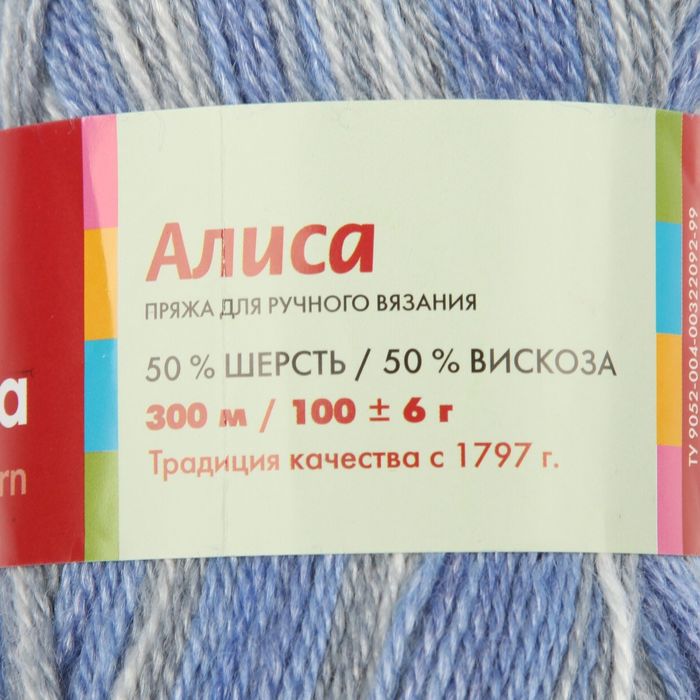 Алиса
ПРЯЖА ДЛЯ РУЧНОГО ВЯЗАНИЯ
50 % ШЕРСТЬ / 50 % ВИСКОЗА
300 м / 100 ± 6 г
Традиция качества с 1797 г.
ТУ 9052-004-00322092-99